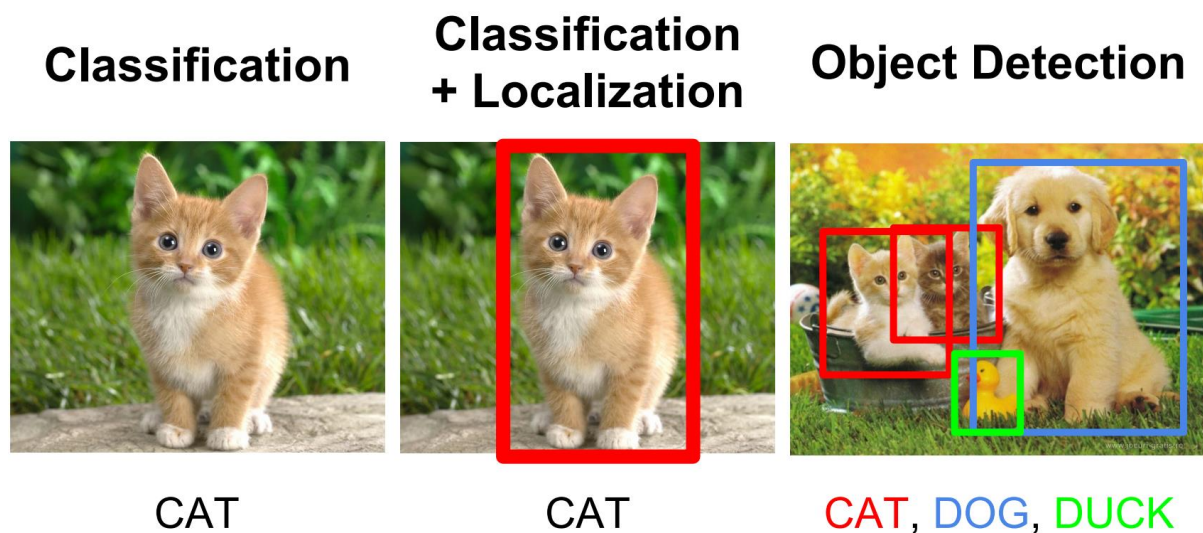 Classification
Classification
+ Localization
Object Detection
CAT
CAT
CAT, DOG, DUCK